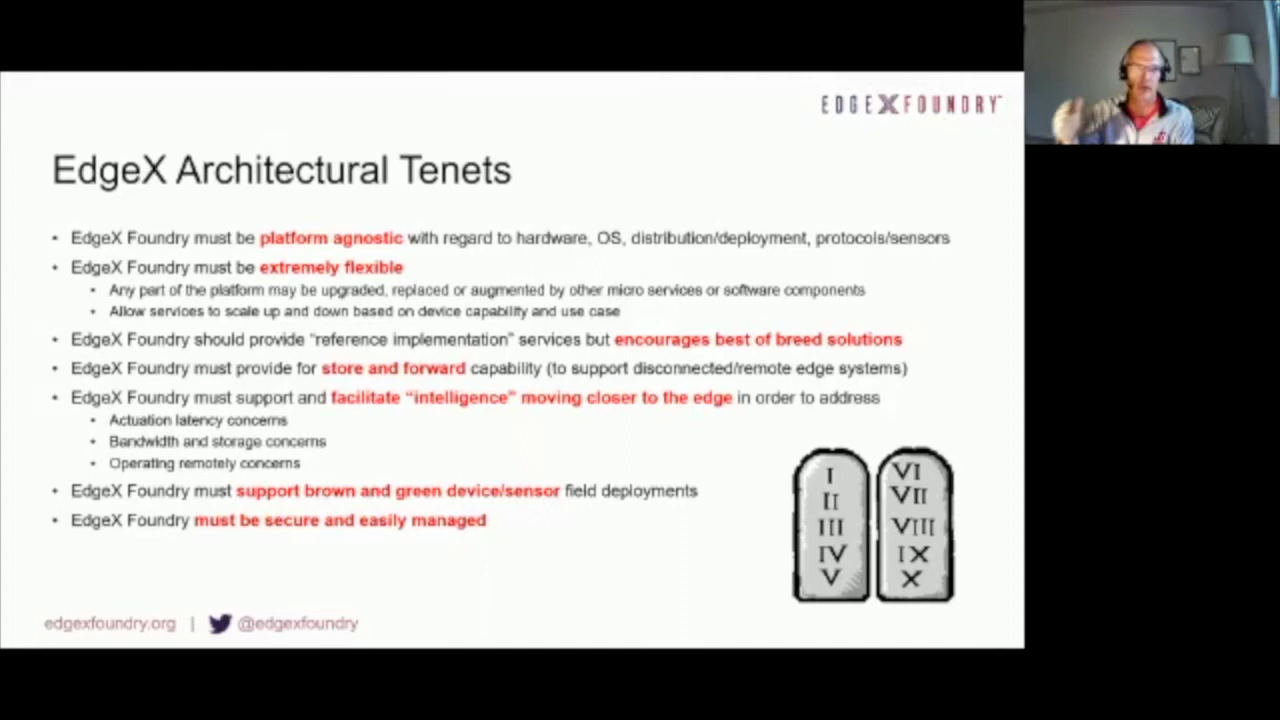 EDGEXFOUNDRY™
EdgeX Architectural Tenets
• EdgeX Foundry must be platform agnostic with regard to hardware, OS, distribution/deployment, protocols/sensors
• EdgeX Foundry must be extremely flexible
• Any part of the platform may be upgraded, replaced or augmented by other micro services or software components
• Allow services to scale up and down based on device capability and use case
• EdgeX Foundry should provide “reference implementation” services but encourages best of breed solutions
• EdgeX Foundry must provide for store and forward capability (to support disconnected/remote edge systems)
• EdgeX Foundry must support and facilitate “intelligence” moving closer to the edge in order to address
• Actuation latency concerns
• Bandwidth and storage concerns
• Operating remotely concerns
• EdgeX Foundry must support brown and green device/sensor field deployments
• EdgeX Foundry must be secure and easily managed
I
II
III
IV
V
VI
VII
VIII
IX
X
edgexfoundry.org | @edgexfoundry